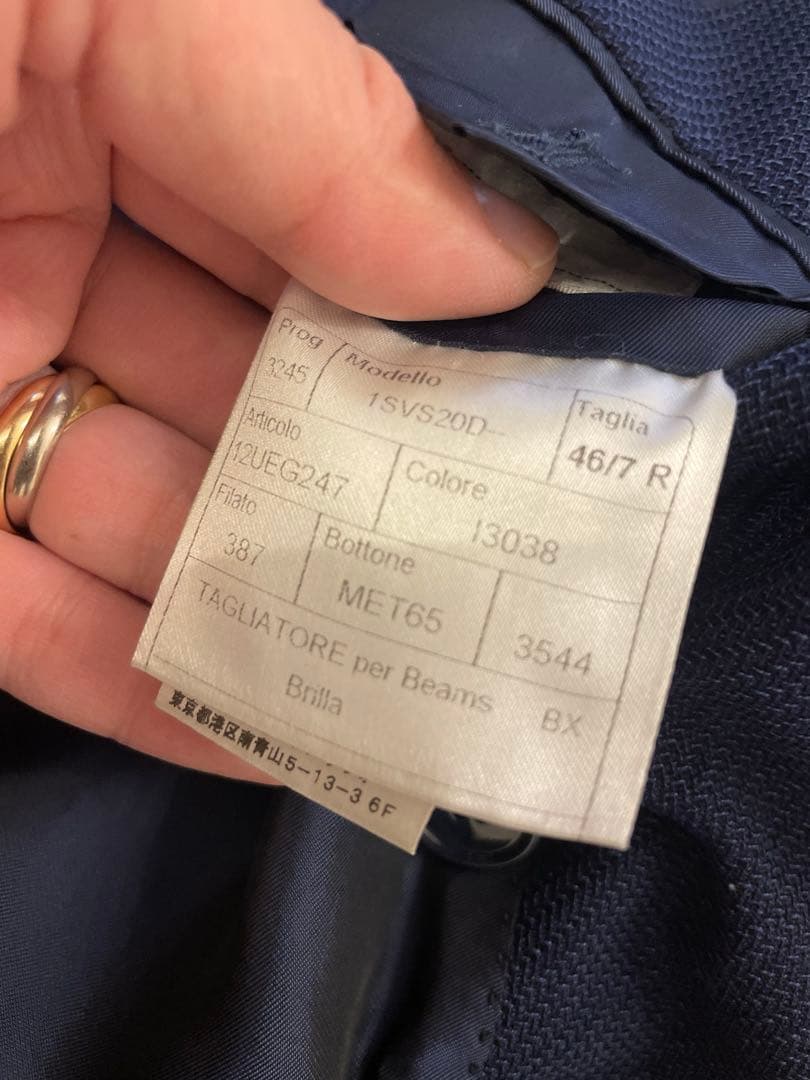 Prog Modello Taglia
3245 1SVS20D-- 46/7 R
Articolo Colore
12UEG247 I3038
Filato Bottone
387 MET65 3544
TAGLIATORE per Beams BX
Brilla
東京都港区南青山5-13-3 6F